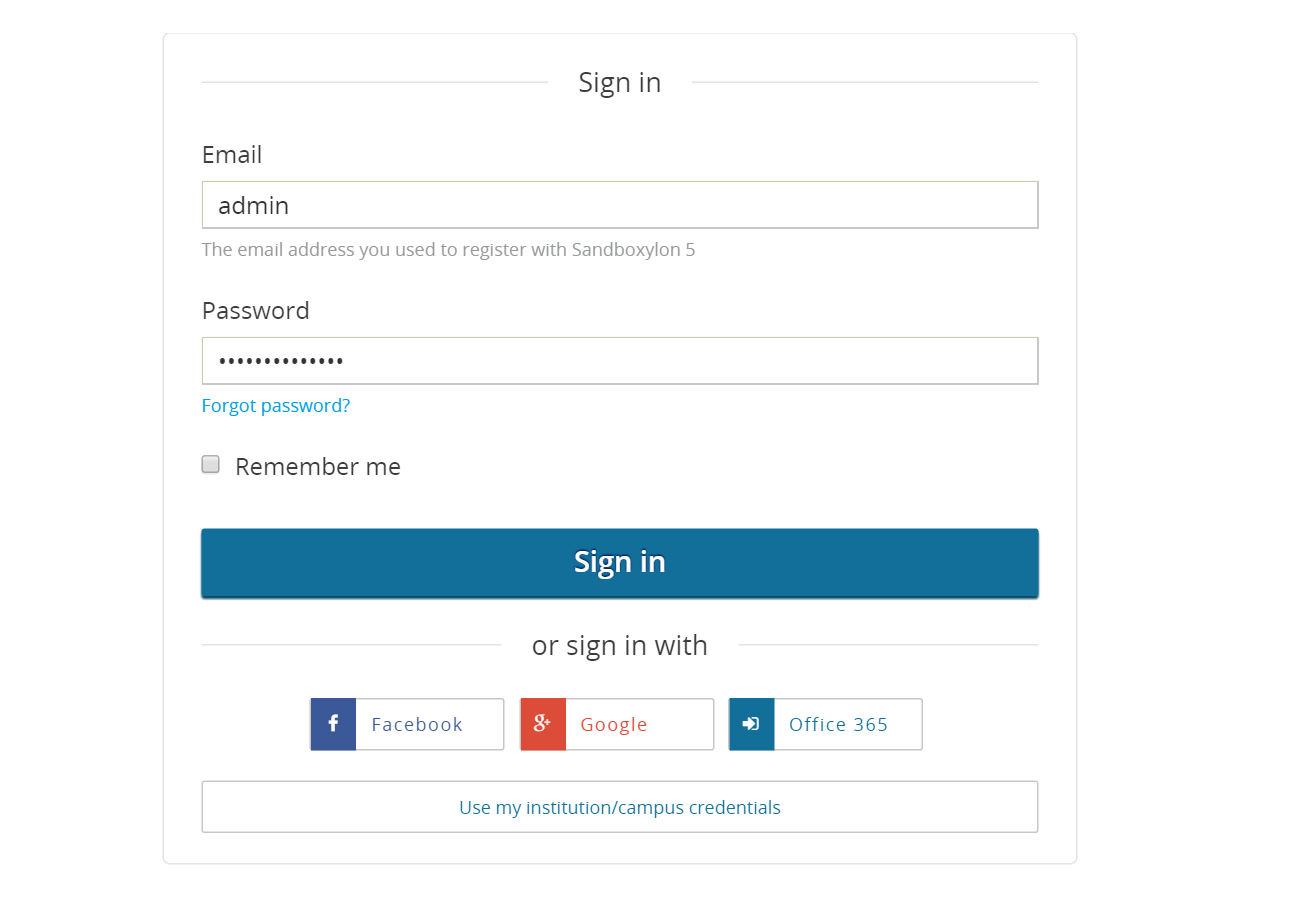 Sign in
Email
admin
The email address you used to register with Sandboxylon 5
Password
••••••••••••••
Forgot password?
Remember me
Sign in
or sign in with
f Facebook
g+ Google
Office 365
Use my institution/campus credentials